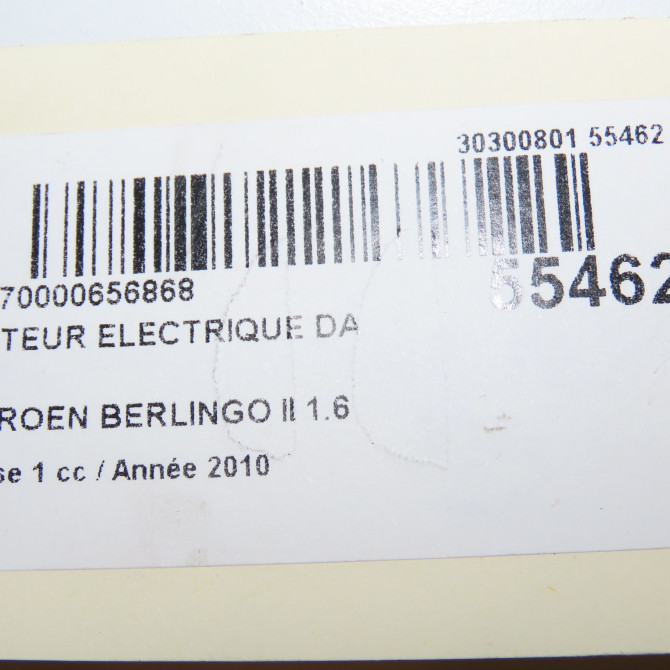 30300801 55462
70000656868
55462
TEUR ELECTRIQUE DA
ROEN BERLINGO II 1.6
se 1 cc / Année 2010